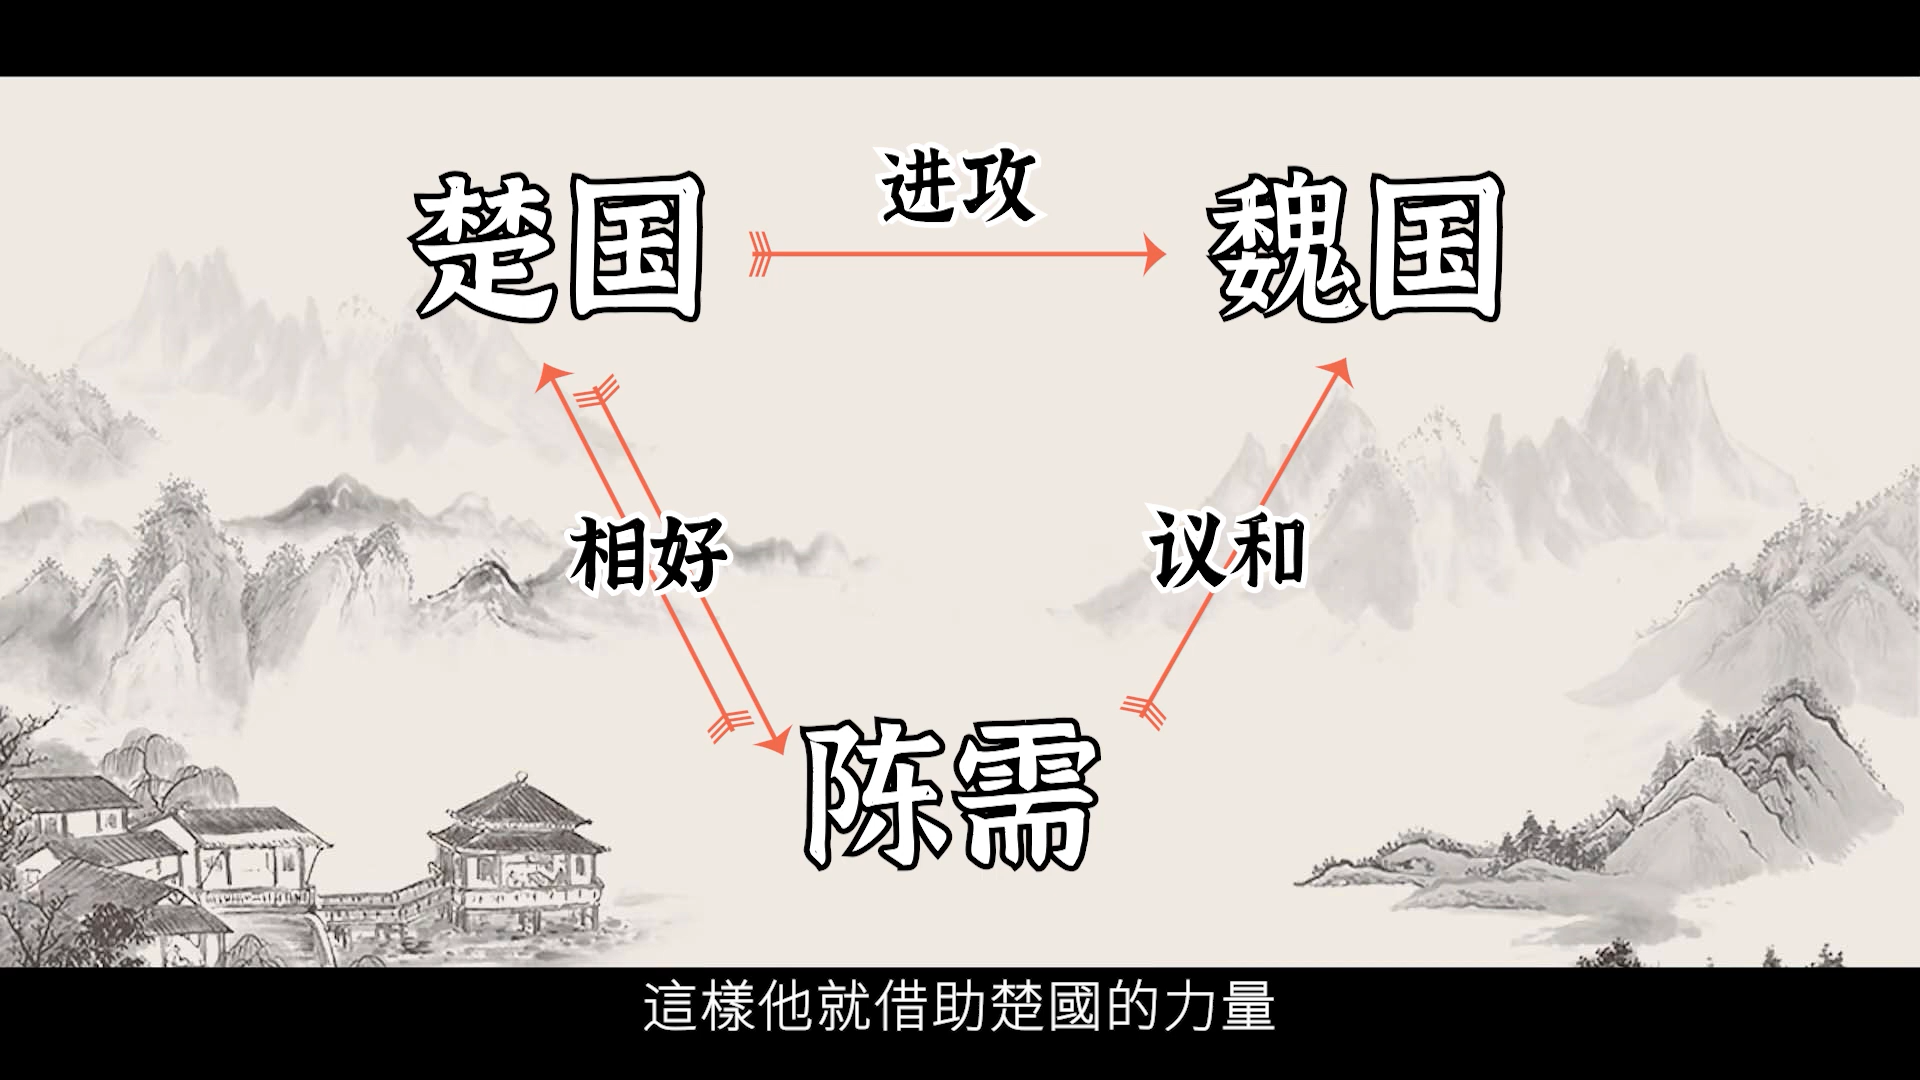 进攻
楚国
魏国
相好
议和
陈需
這樣他就借助楚國的力量